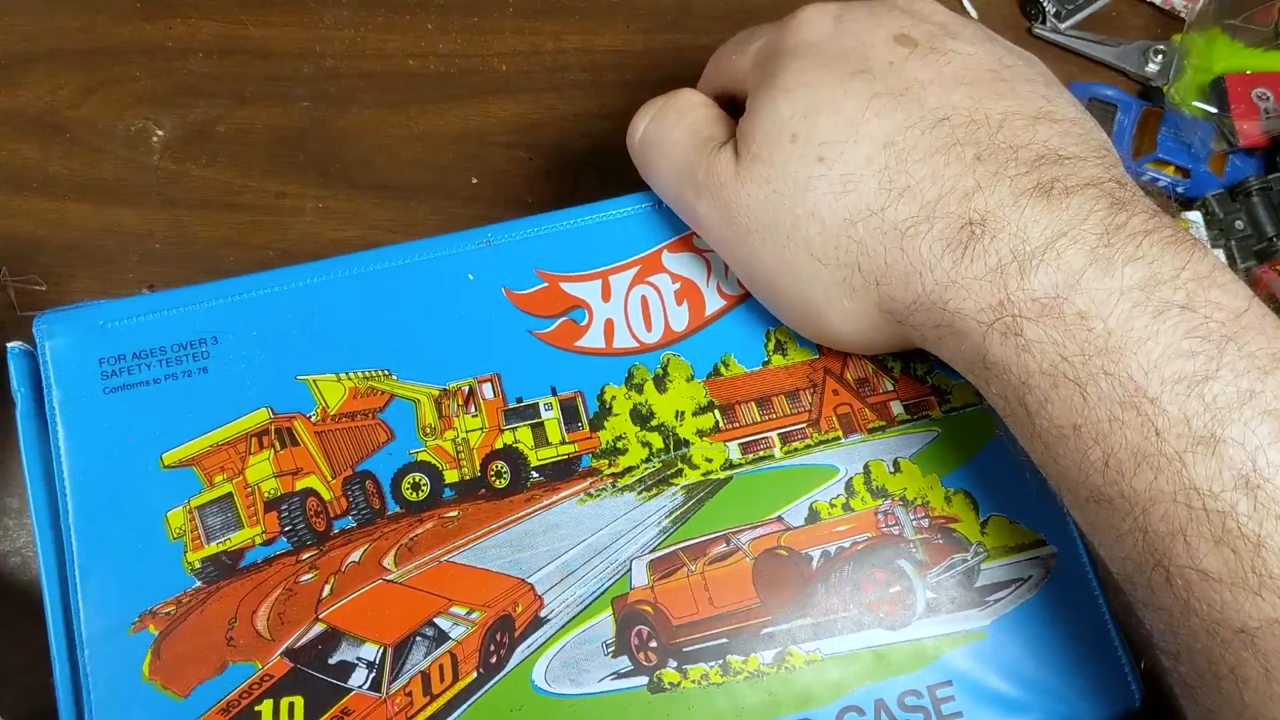 HOT
FOR AGES OVER 3.
SAFETY-TESTED.
Conforms to PS 72-76
10
DODGE
10
CASE